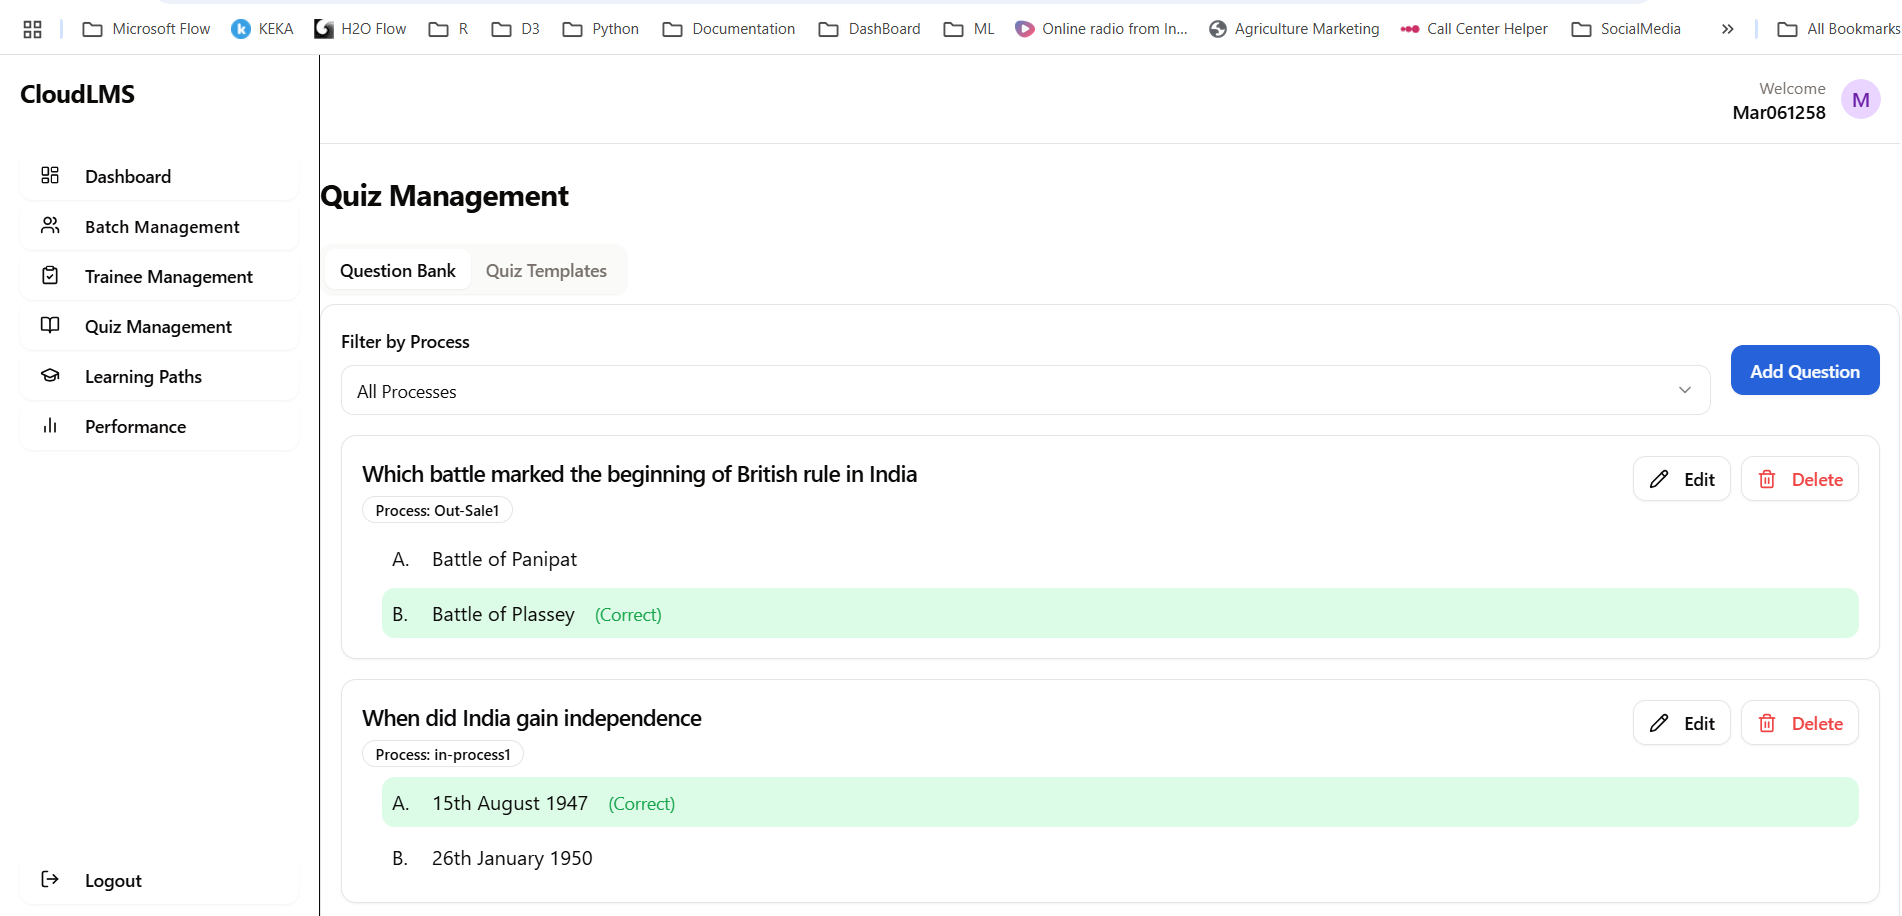 Microsoft Flow KEKA H2O Flow R D3 Python Documentation DashBoard ML Online radio from In... Agriculture Marketing Call Center Helper SocialMedia » All Bookmarks
CloudLMS
Welcome
Mar061258
M
Dashboard
Batch Management
Trainee Management
Quiz Management
Learning Paths
Performance
Logout
Quiz Management
Question Bank Quiz Templates
Filter by Process
All Processes
Add Question
Which battle marked the beginning of British rule in India
Edit Delete
Process: Out-Sale1
A. Battle of Panipat
B. Battle of Plassey (Correct)
When did India gain independence
Edit Delete
Process: in-process1
A. 15th August 1947 (Correct)
B. 26th January 1950